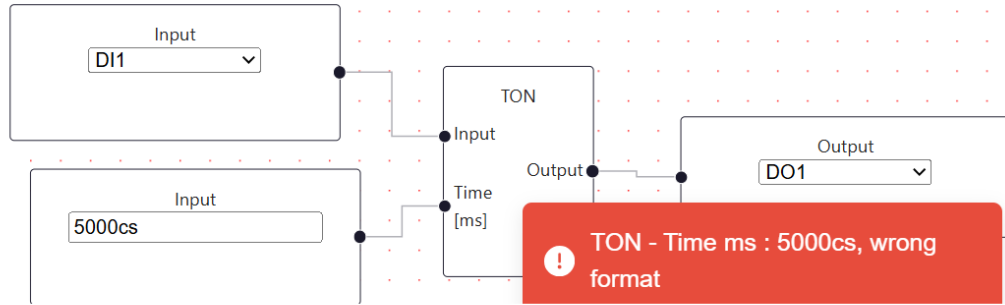 Input
DI1
TON
Input
Output
Time
[ms]
Input
5000cs
Output
DO1
TON - Time ms : 5000cs, wrong
format